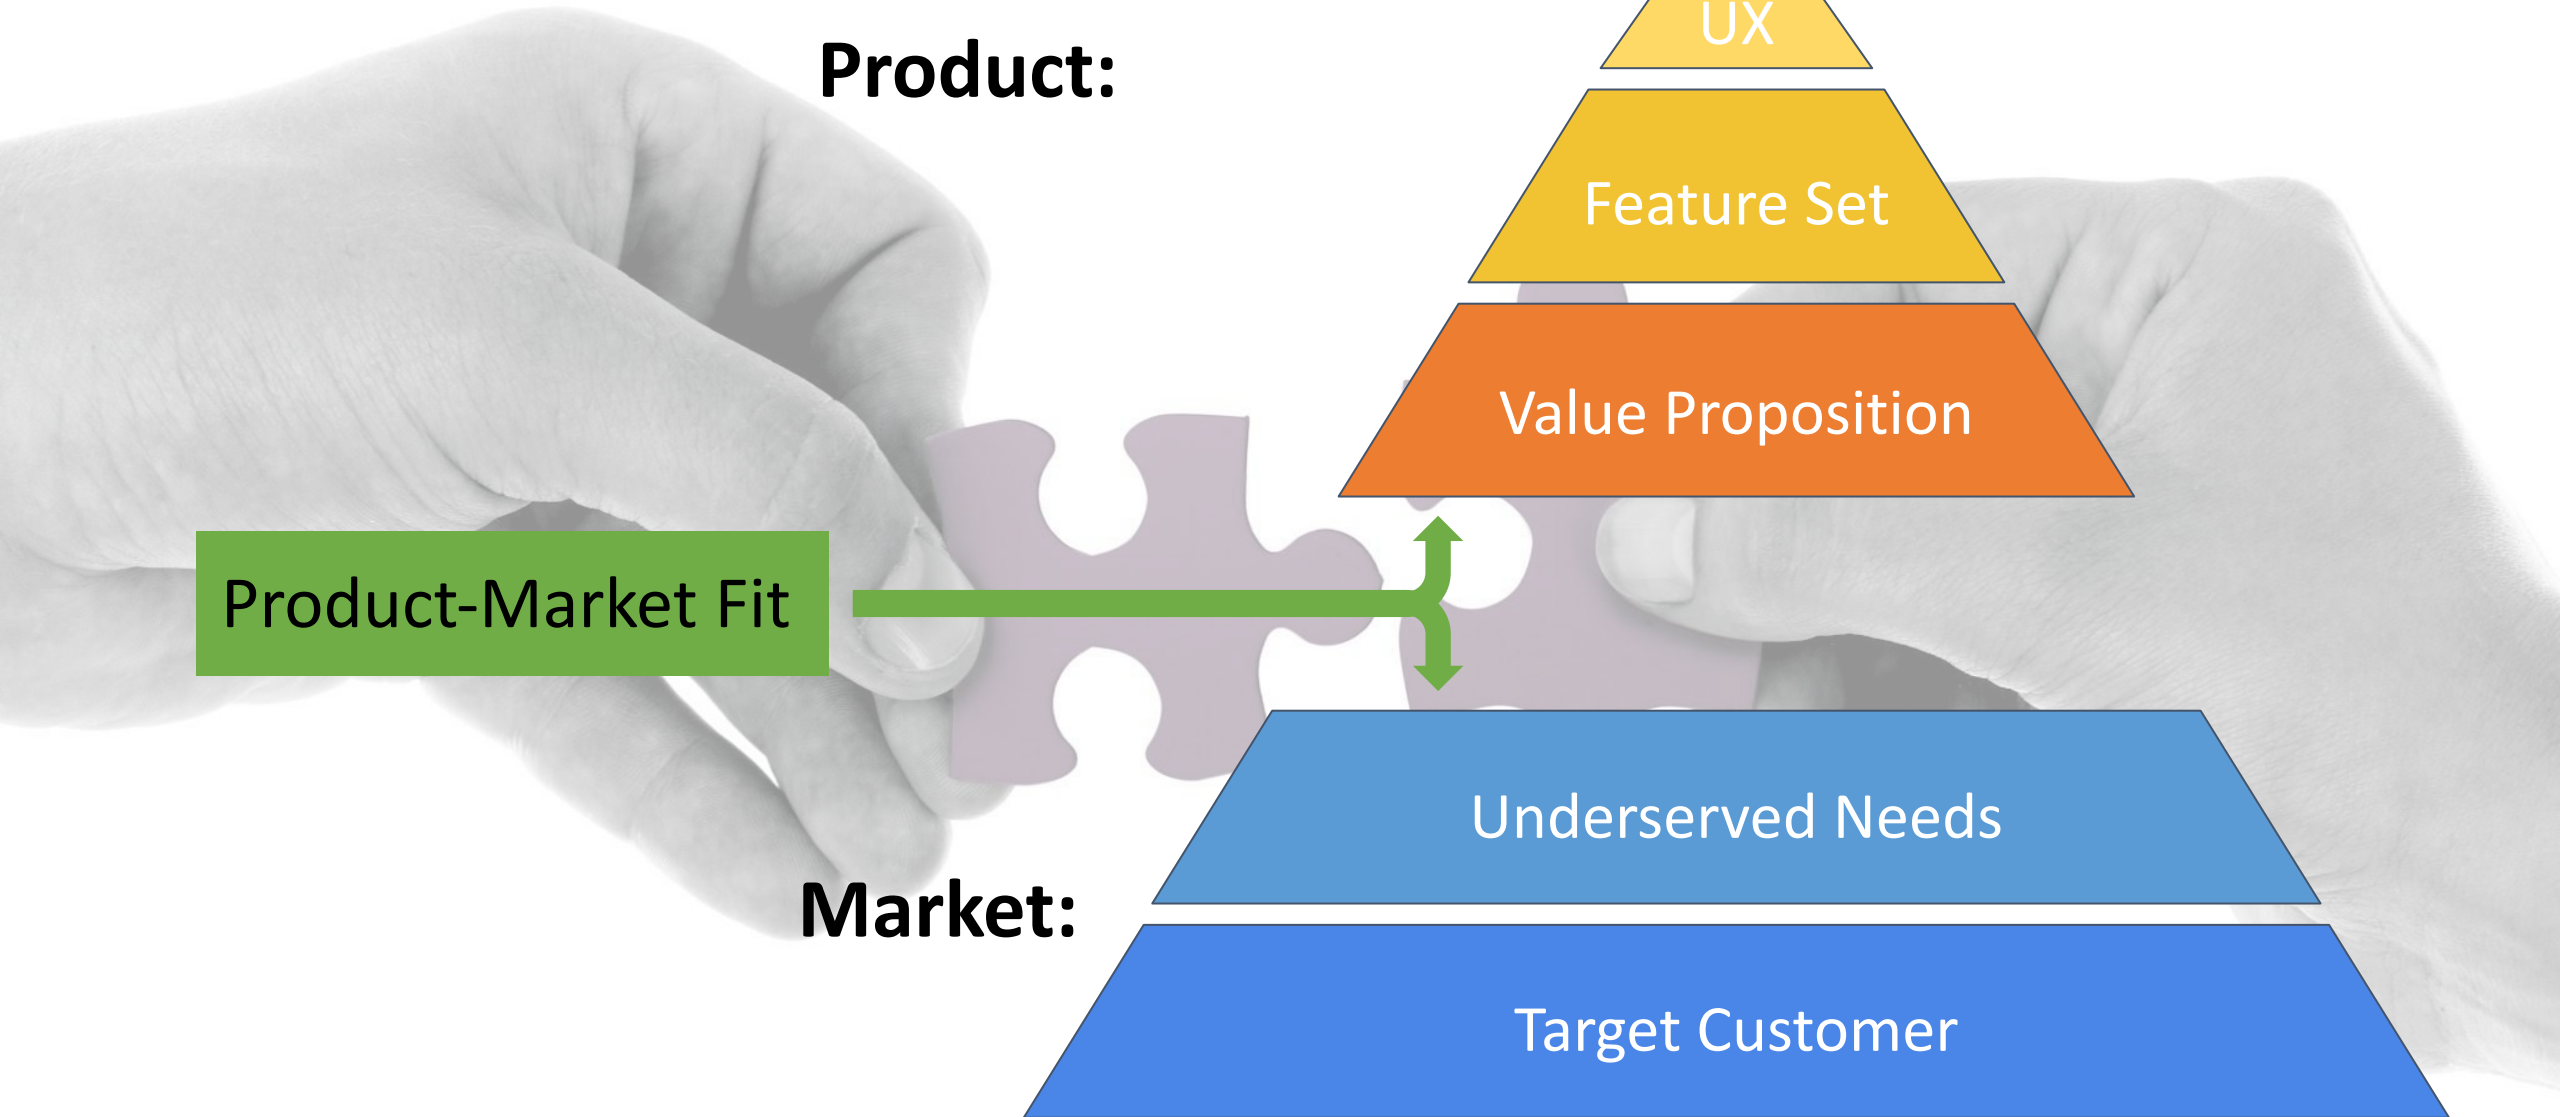 UX
Product:
Feature Set
Value Proposition
Product-Market Fit
Underserved Needs
Market:
Target Customer